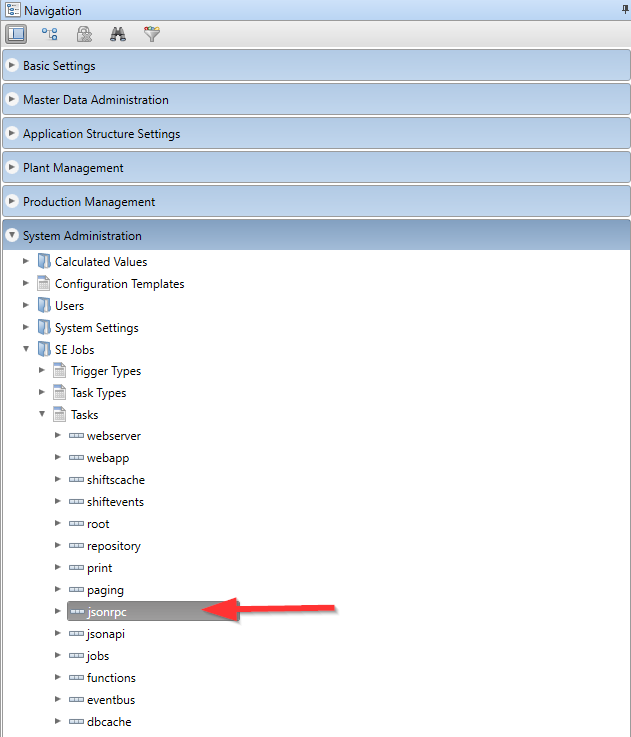 Navigation
Basic Settings
Master Data Administration
Application Structure Settings
Plant Management
Production Management
System Administration
Calculated Values
Configuration Templates
Users
System Settings
SE Jobs
Trigger Types
Task Types
Tasks
webserver
webapp
shiftscache
shiftevents
root
repository
print
paging
jsonrpc
jsonapi
jobs
functions
eventbus
dbcache